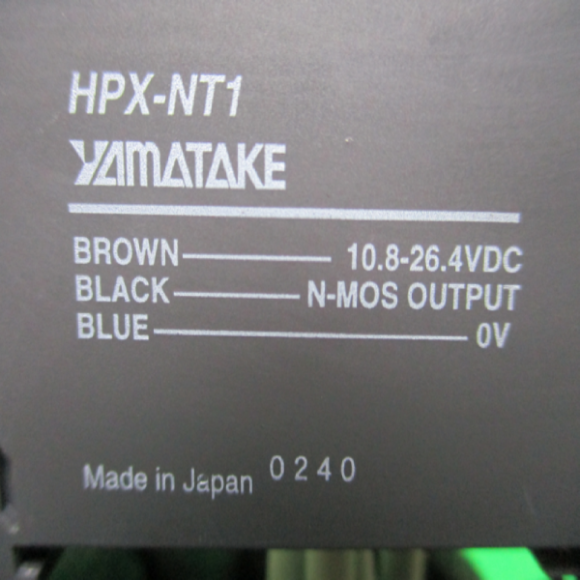 HPX-NT1
YAMATAKE
BROWN 10.8-26.4VDC
BLACK N-MOS OUTPUT
BLUE 0V
Made in Japan 0240